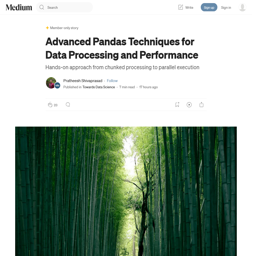 Medium
Search
Write
Sign up
Sign in
Member-only story
Advanced Pandas Techniques for
Data Processing and Performance
Hands-on approach from chunked processing to parallel execution
Pratheesh Shivaprasad · Follow
Published in Towards Data Science · 7 min read · 17 hours ago